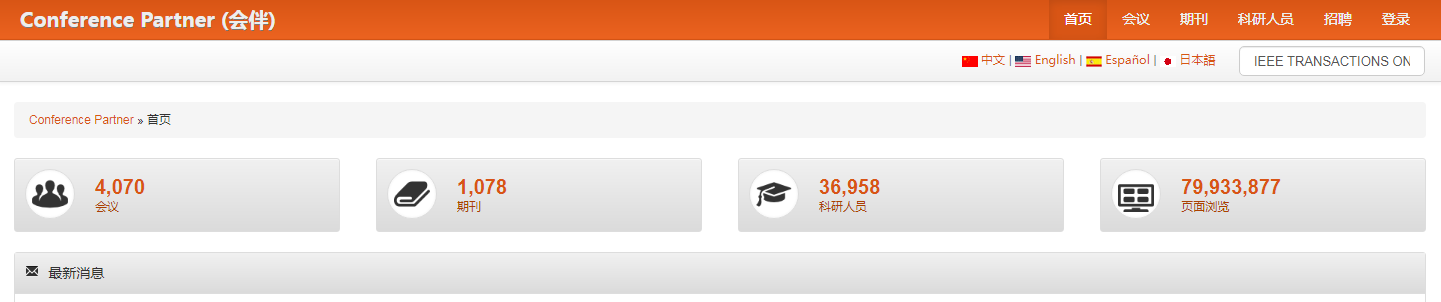 Conference Partner (会伴)
首页 会议 期刊 科研人员 招聘 登录
中文 | English | Español | 日本語 IEEE TRANSACTIONS ON
Conference Partner » 首页
4,070
会议
1,078
期刊
36,958
科研人员
79,933,877
页面浏览
最新消息